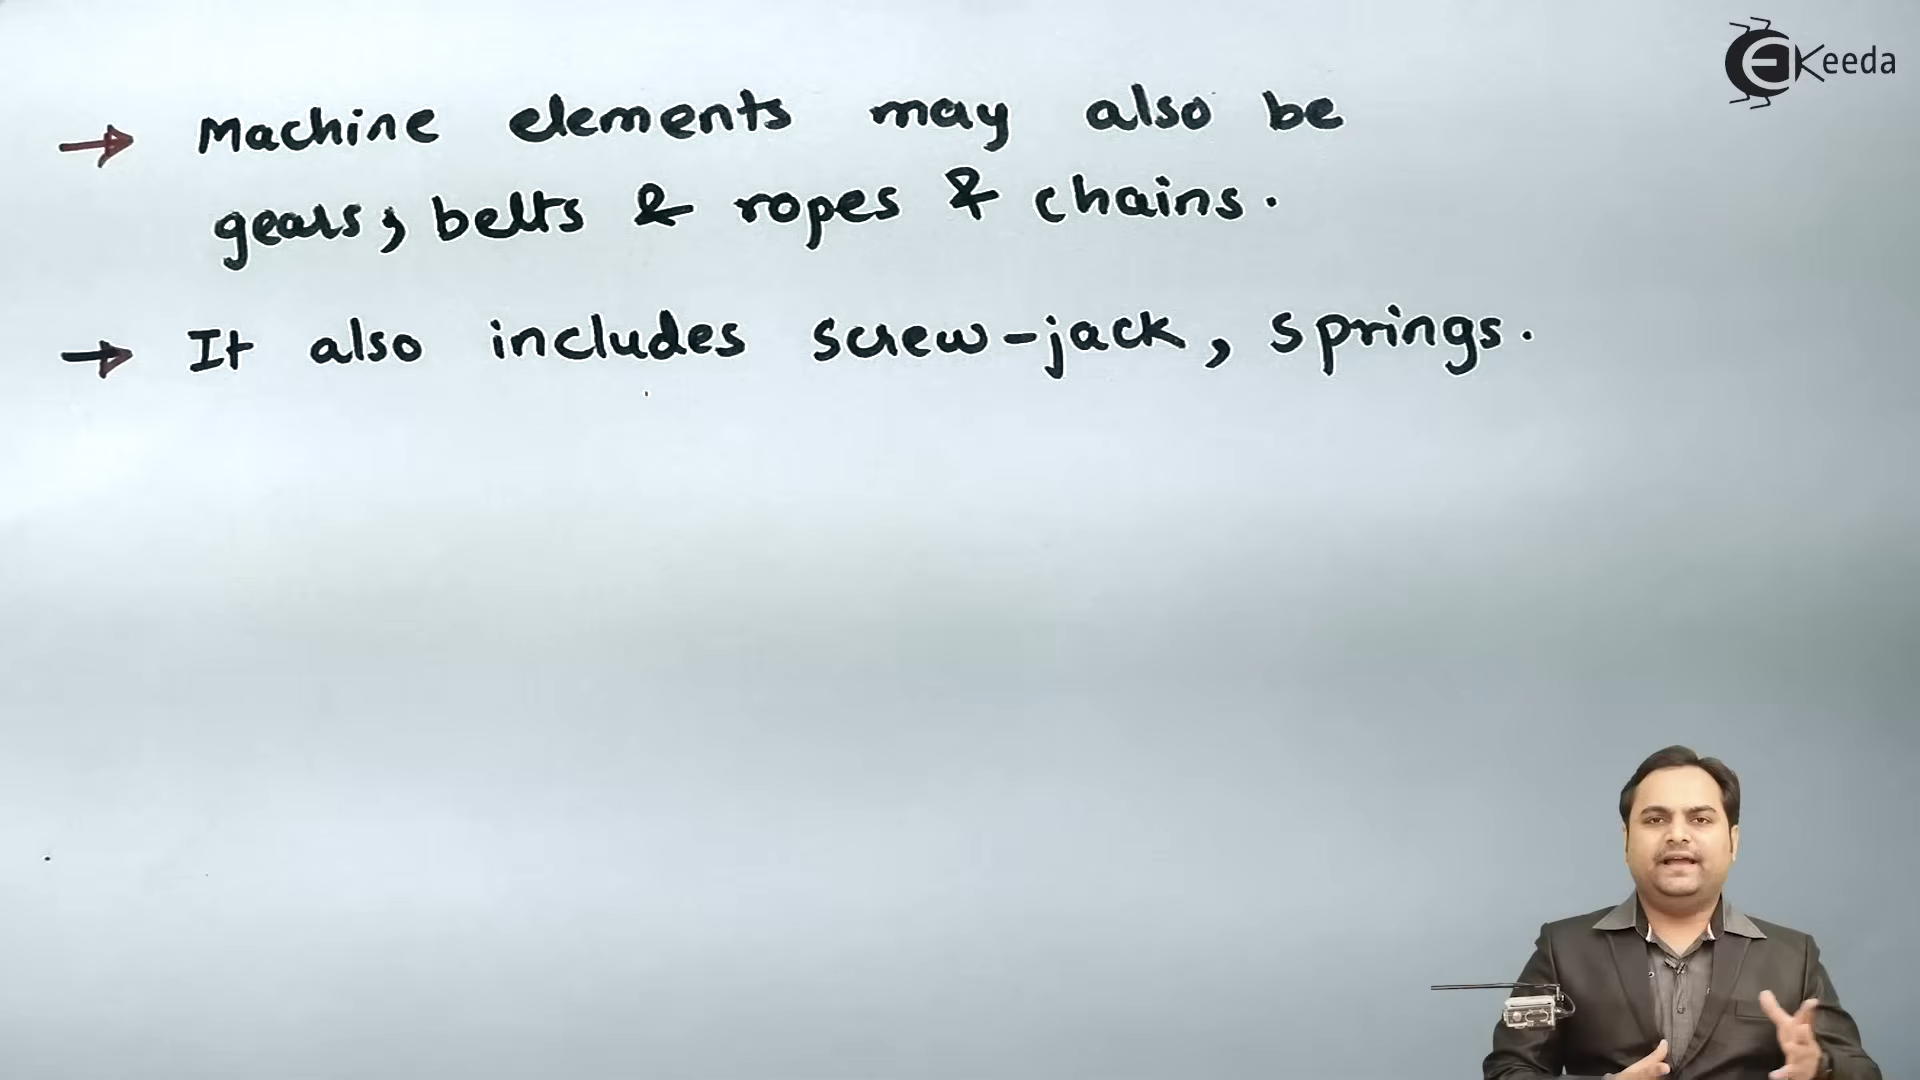 EKeeda
→ Machine elements may also be
gears, belts & ropes & chains.
→ It also includes screw-jack, springs.